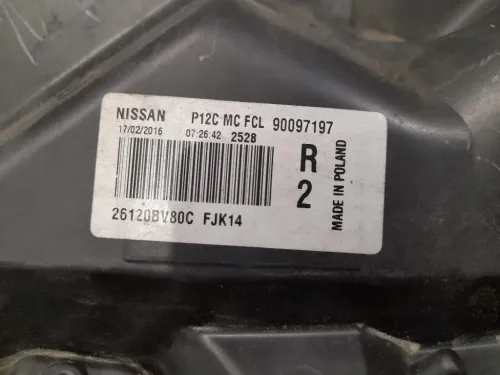 NISSAN P12C MC FCL 90097197
17/02/2016 07:26:42 2528
R
2
MADE IN POLAND
26120BV80C FJK14